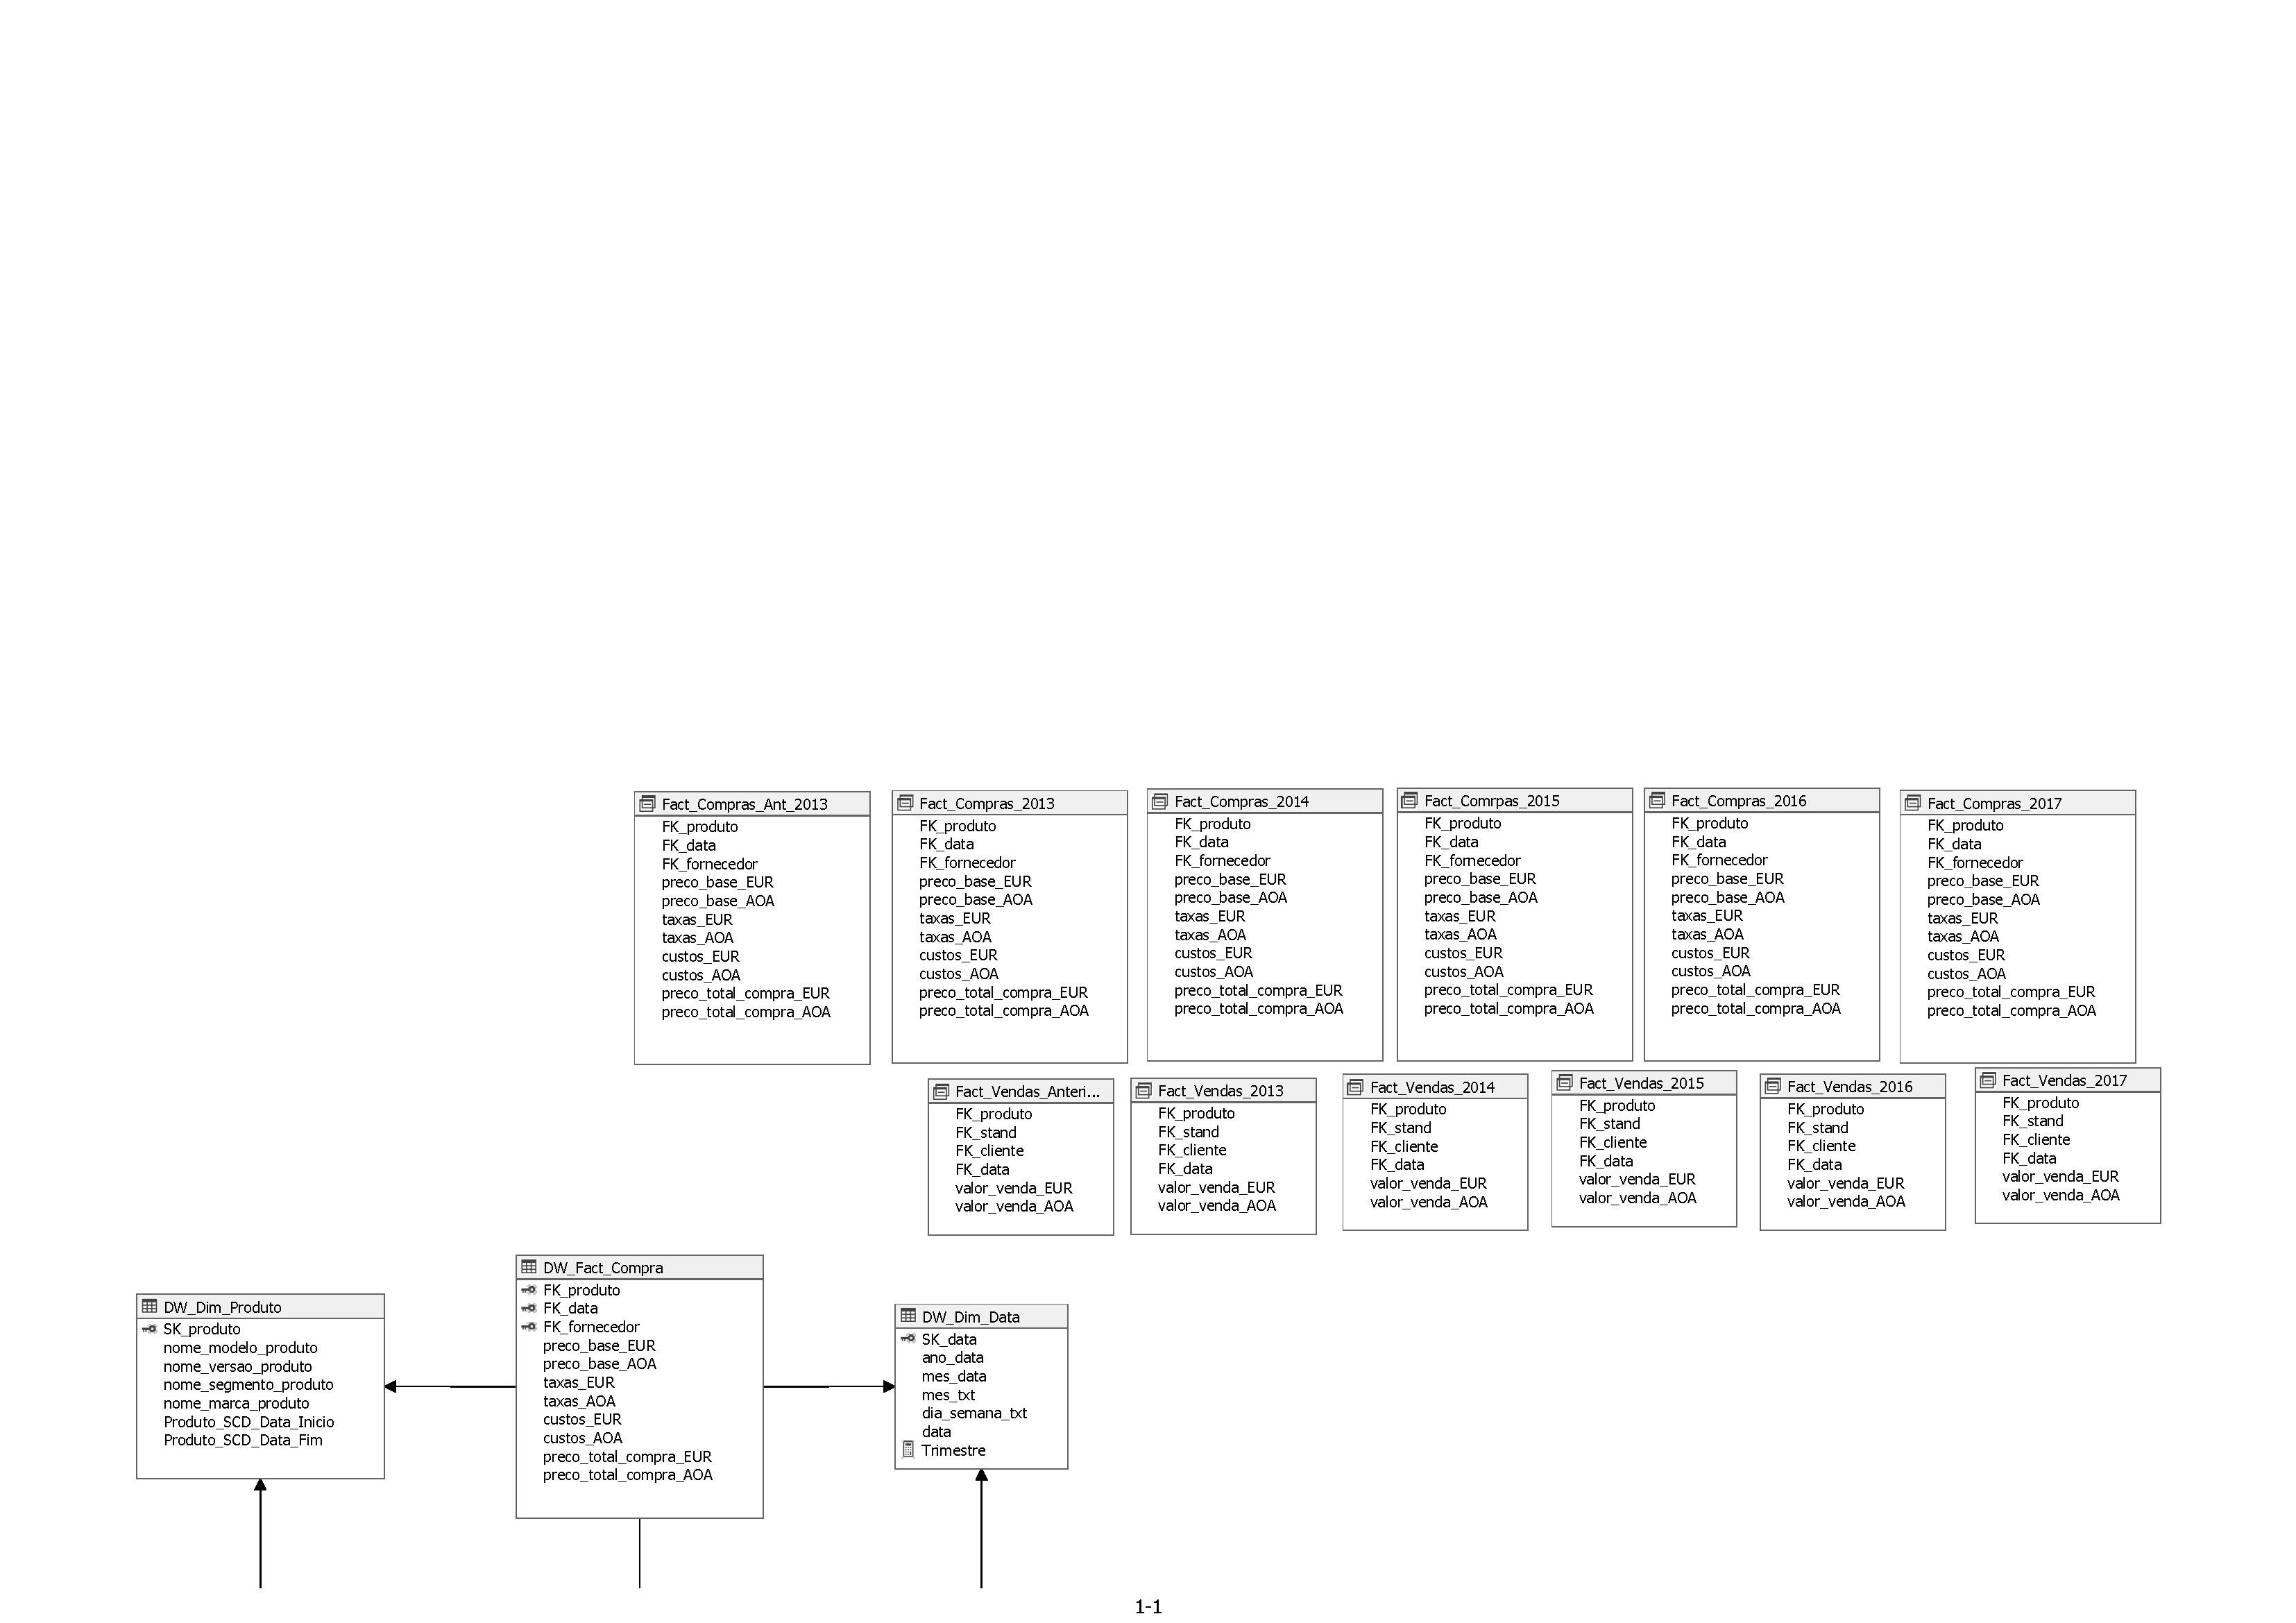 Fact_Compras_Ant_2013
FK_produto
FK_data
FK_fornecedor
preco_base_EUR
preco_base_AOA
taxas_EUR
taxas_AOA
custos_EUR
custos_AOA
preco_total_compra_EUR
preco_total_compra_AOA
Fact_Compras_2013
FK_produto
FK_data
FK_fornecedor
preco_base_EUR
preco_base_AOA
taxas_EUR
taxas_AOA
custos_EUR
custos_AOA
preco_total_compra_EUR
preco_total_compra_AOA
Fact_Compras_2014
FK_produto
FK_data
FK_fornecedor
preco_base_EUR
preco_base_AOA
taxas_EUR
taxas_AOA
custos_EUR
custos_AOA
preco_total_compra_EUR
preco_total_compra_AOA
Fact_Comrpas_2015
FK_produto
FK_data
FK_fornecedor
preco_base_EUR
preco_base_AOA
taxas_EUR
taxas_AOA
custos_EUR
custos_AOA
preco_total_compra_EUR
preco_total_compra_AOA
Fact_Compras_2016
FK_produto
FK_data
FK_fornecedor
preco_base_EUR
preco_base_AOA
taxas_EUR
taxas_AOA
custos_EUR
custos_AOA
preco_total_compra_EUR
preco_total_compra_AOA
Fact_Compras_2017
FK_produto
FK_data
FK_fornecedor
preco_base_EUR
preco_base_AOA
taxas_EUR
taxas_AOA
custos_EUR
custos_AOA
preco_total_compra_EUR
preco_total_compra_AOA
Fact_Vendas_Anteri...
FK_produto
FK_stand
FK_cliente
FK_data
valor_venda_EUR
valor_venda_AOA
Fact_Vendas_2013
FK_produto
FK_stand
FK_cliente
FK_data
valor_venda_EUR
valor_venda_AOA
Fact_Vendas_2014
FK_produto
FK_stand
FK_cliente
FK_data
valor_venda_EUR
valor_venda_AOA
Fact_Vendas_2015
FK_produto
FK_stand
FK_cliente
FK_data
valor_venda_EUR
valor_venda_AOA
Fact_Vendas_2016
FK_produto
FK_stand
FK_cliente
FK_data
valor_venda_EUR
valor_venda_AOA
Fact_Vendas_2017
FK_produto
FK_stand
FK_cliente
FK_data
valor_venda_EUR
valor_venda_AOA
DW_Dim_Produto
SK_produto
nome_modelo_produto
nome_versao_produto
nome_segmento_produto
nome_marca_produto
Produto_SCD_Data_Inicio
Produto_SCD_Data_Fim
DW_Fact_Compra
FK_produto
FK_data
FK_fornecedor
preco_base_EUR
preco_base_AOA
taxas_EUR
taxas_AOA
custos_EUR
custos_AOA
preco_total_compra_EUR
preco_total_compra_AOA
DW_Dim_Data
SK_data
ano_data
mes_data
mes_txt
dia_semana_txt
data
Trimestre
1-1